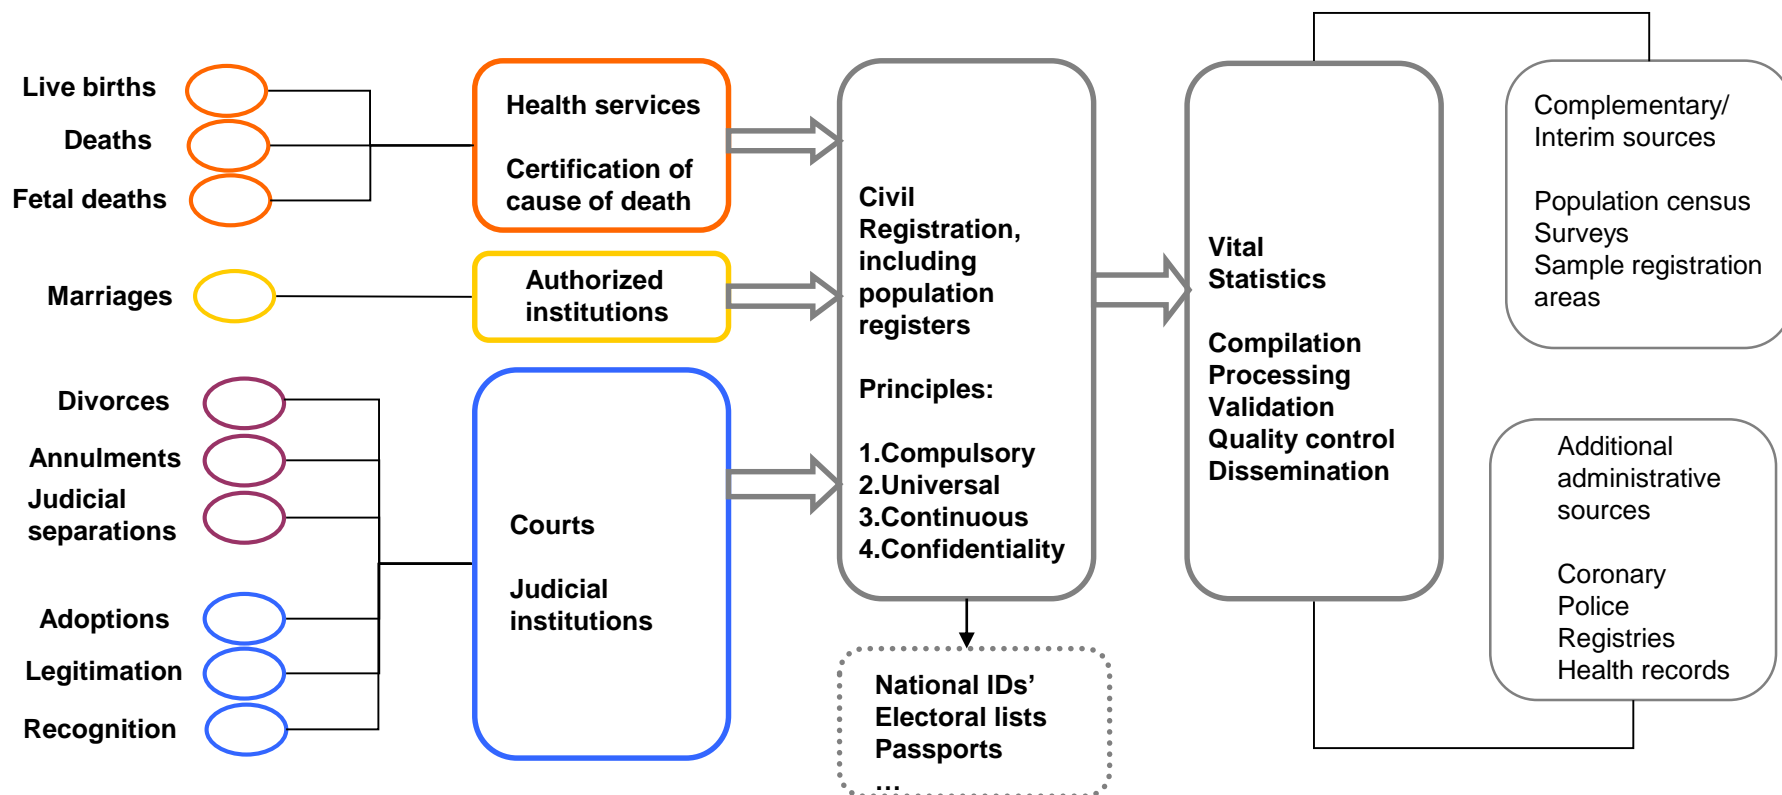 Live births
Deaths
Fetal deaths
Marriages
Divorces
Annulments
Judicial
separations
Adoptions
Legitimation
Recognition
Health services
Certification of
cause of death
Authorized
institutions
Courts
Judicial
institutions
Civil
Registration,
including
population
registers
Principles:
1.Compulsory
2.Universal
3.Continuous
4.Confidentiality
National IDs’
Electoral lists
Passports
…
Vital
Statistics
Compilation
Processing
Validation
Quality control
Dissemination
Complementary/
Interim sources
Population census
Surveys
Sample registration
areas
Additional
administrative
sources
Coronary
Police
Registries
Health records